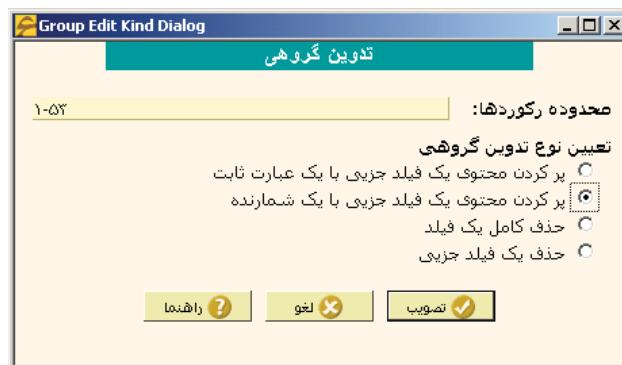 Group Edit Kind Dialog
تدوین گروهی
محدوده رکوردها: ۱-۵۳
تعیین نوع تدوین گروهی
پر کردن محتوی یک فیلد جزیی با یک عبارت ثابت
پر کردن محتوی یک فیلد جزیی با یک شمارنده
حذف کامل یک فیلد
حذف یک فیلد جزیی
تصویب لغو راهنما